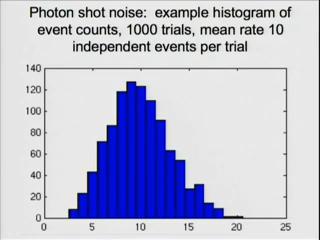 Photon shot noise: example histogram of
event counts, 1000 trials, mean rate 10
independent events per trial
140
120
100
80
60
40
20
0
0 5 10 15 20 25